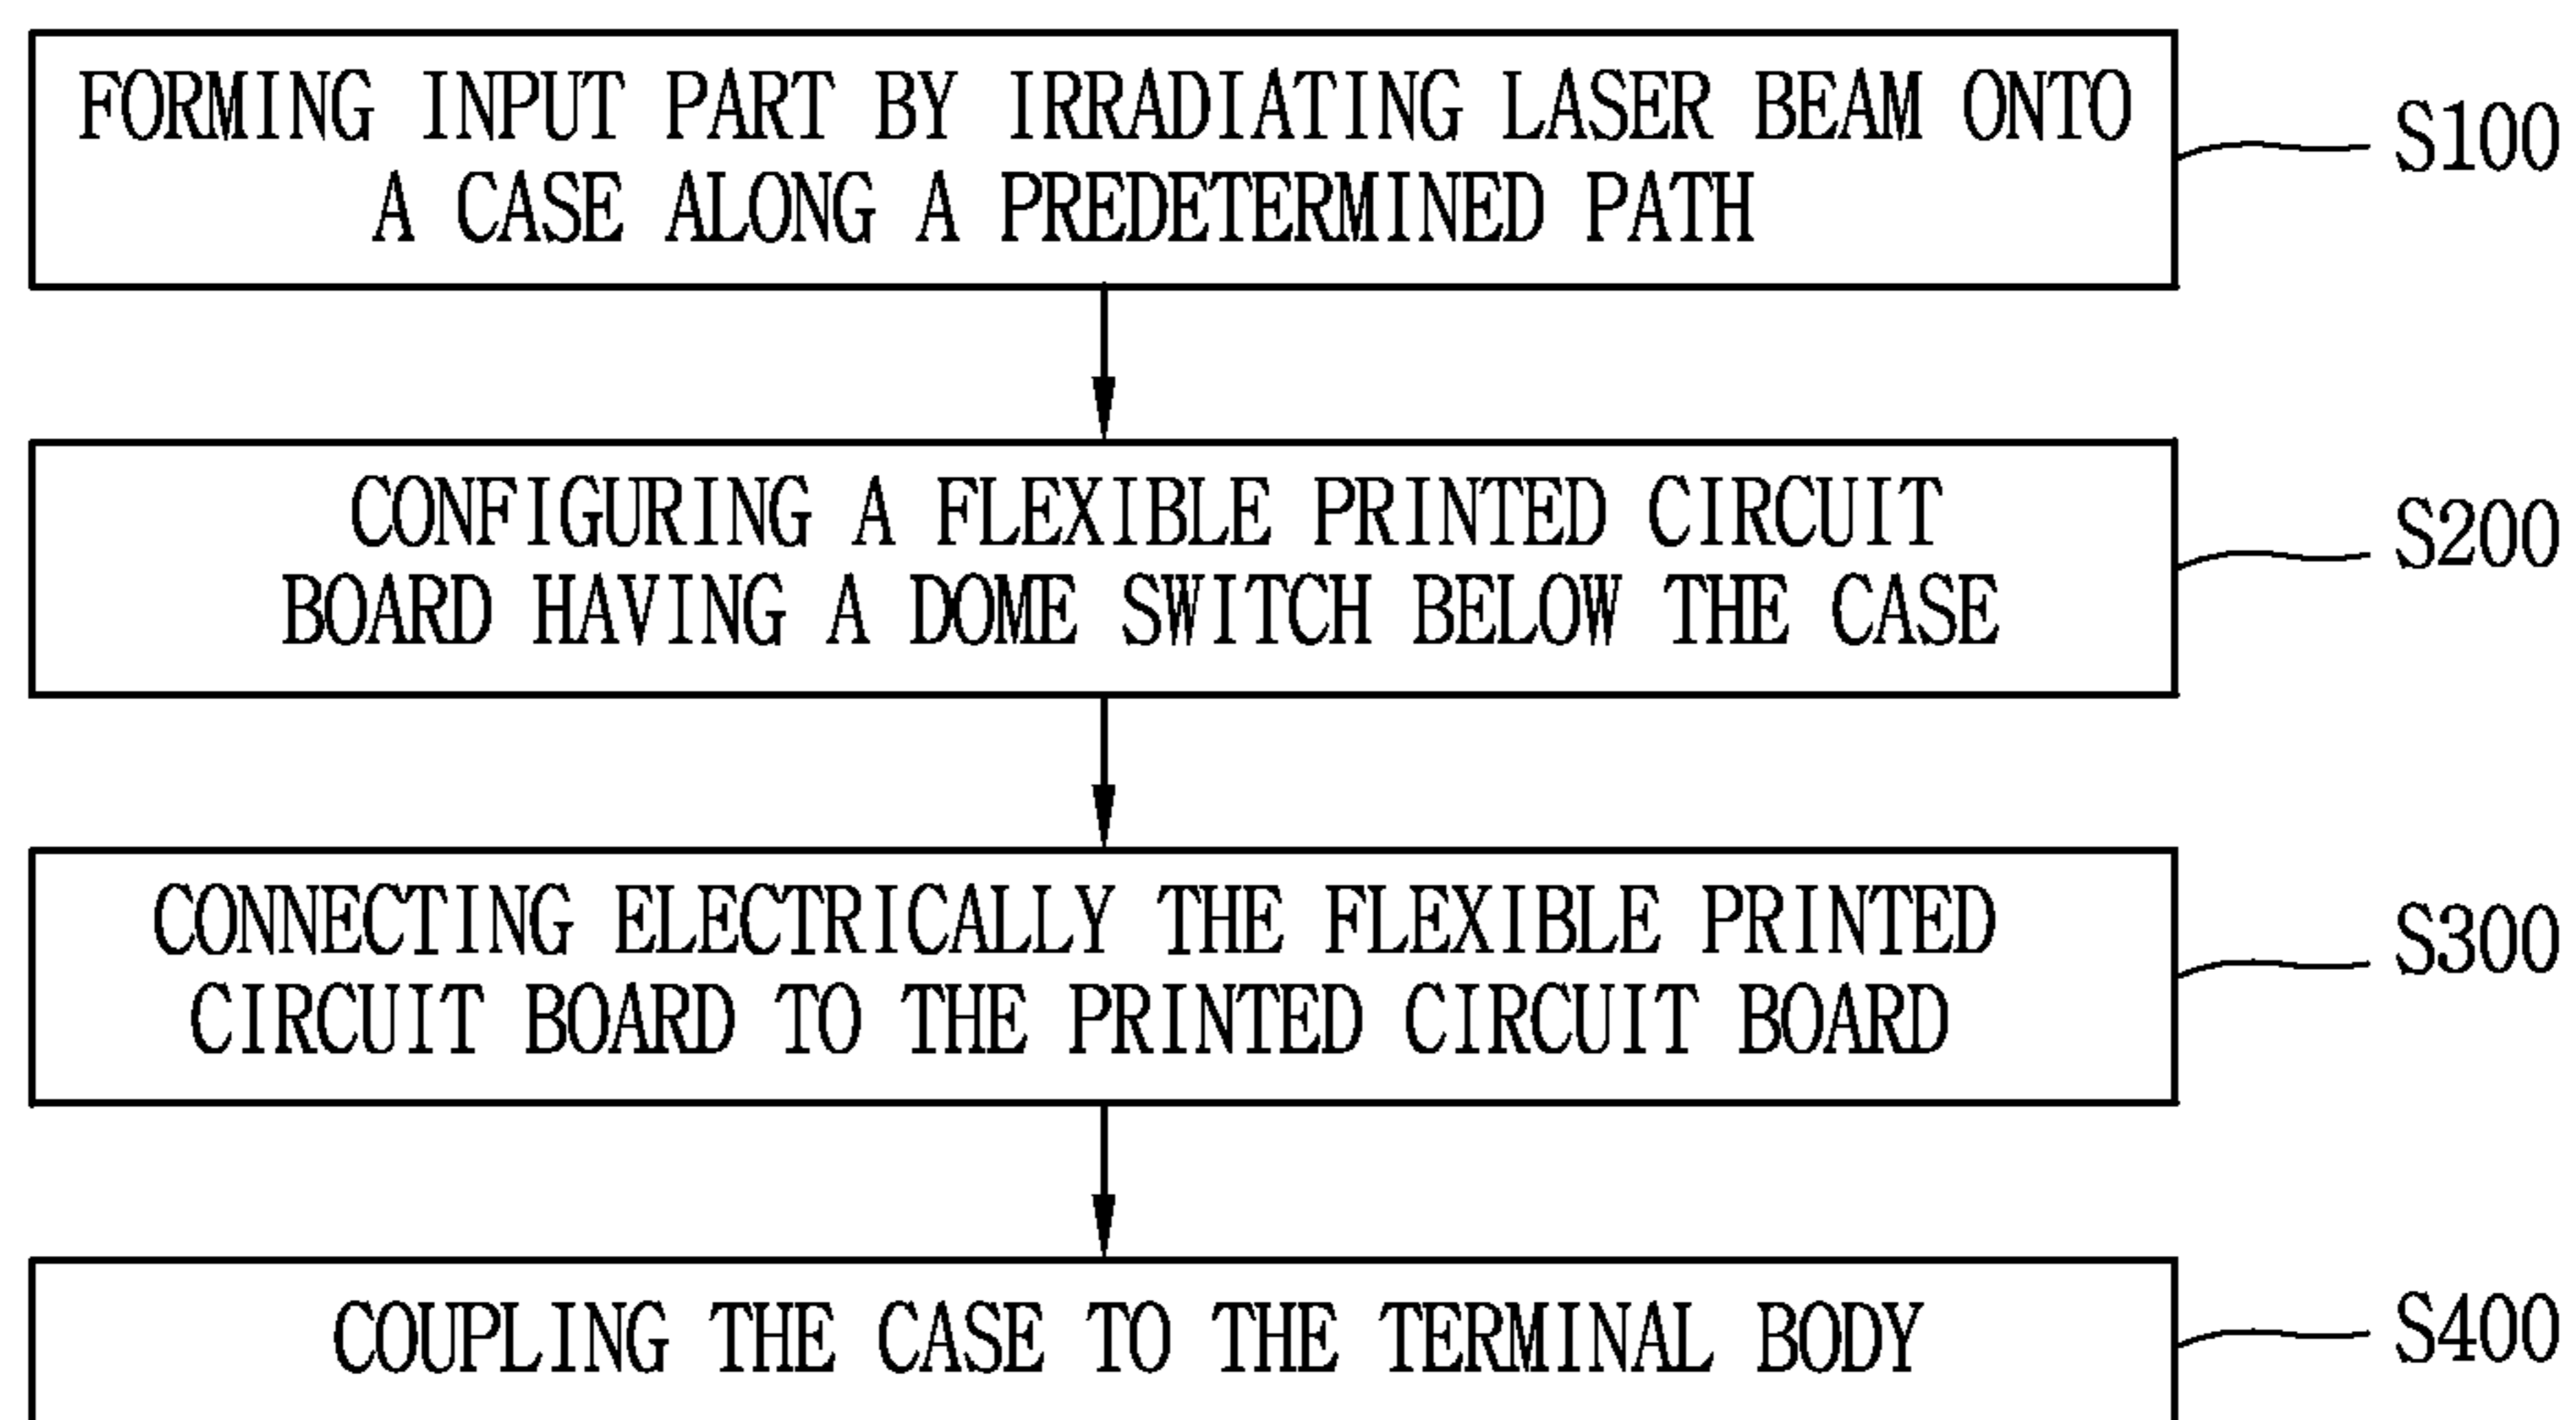 FORMING INPUT PART BY IRRADIATING LASER BEAM ONTO
A CASE ALONG A PREDETERMINED PATH
S100
CONFIGURING A FLEXIBLE PRINTED CIRCUIT
BOARD HAVING A DOME SWITCH BELOW THE CASE
S200
CONNECTING ELECTRICALLY THE FLEXIBLE PRINTED
CIRCUIT BOARD TO THE PRINTED CIRCUIT BOARD
S300
COUPLING THE CASE TO THE TERMINAL BODY
S400